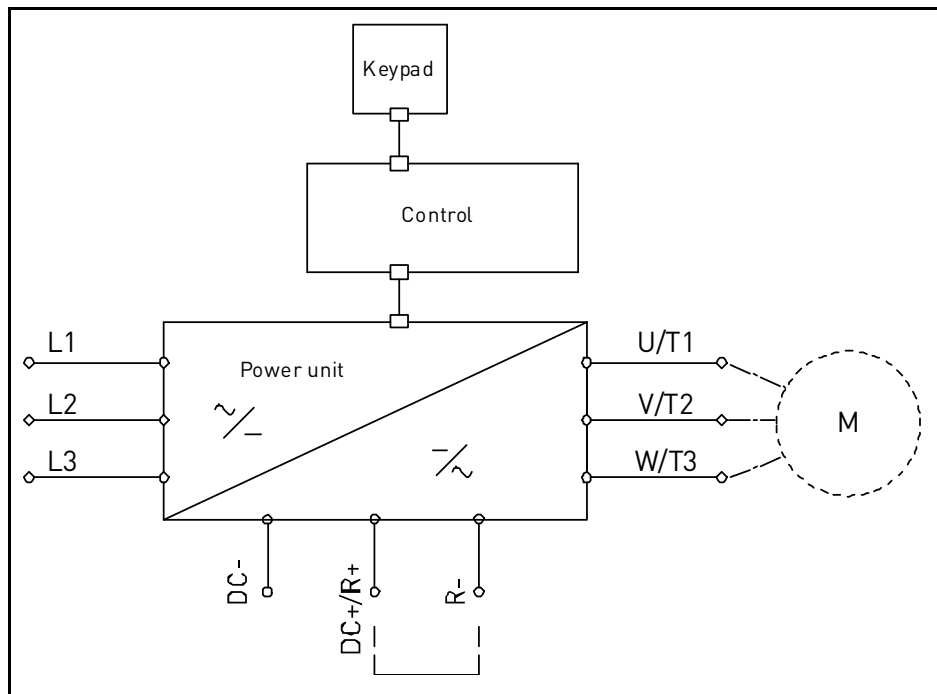 Keypad
Control
L1
U/T1
Power unit
L2
V/T2
M
L3
W/T3
DC-
DC+/R+
R-